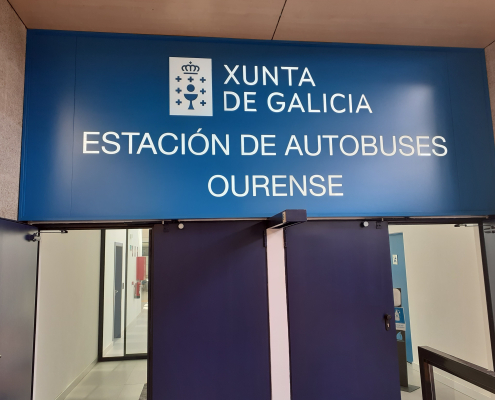 XUNTA
DE GALICIA
ESTACIÓN DE AUTOBUSES
OURENSE